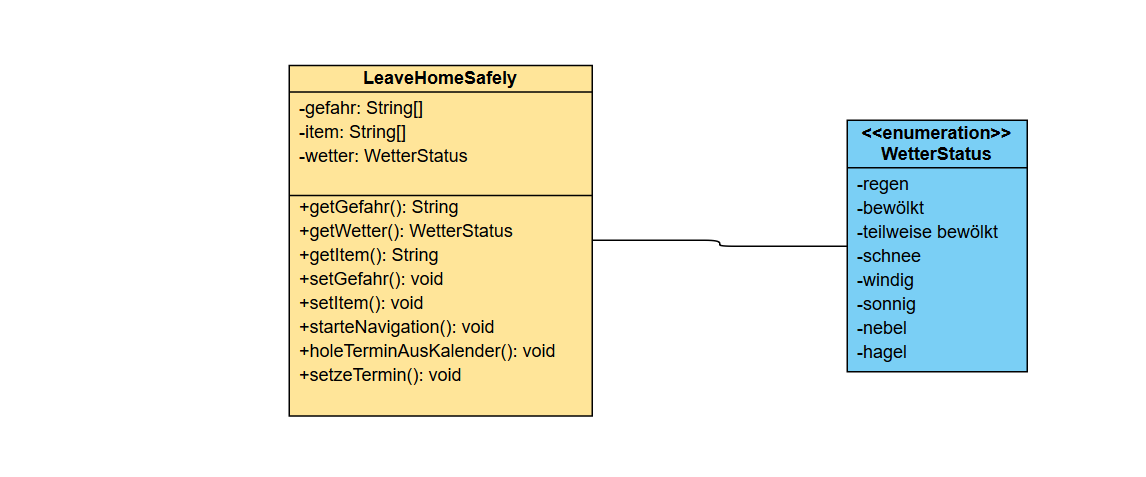 LeaveHomeSafely
-gefahr: String[]
-item: String[]
-wetter: WetterStatus
+getGefahr(): String
+getWetter(): WetterStatus
+getItem(): String
+setGefahr(): void
+setItem(): void
+starteNavigation(): void
+holeTerminAusKalender(): void
+setzeTermin(): void
<<enumeration>>
WetterStatus
-regen
-bewölkt
-teilweise bewölkt
-schnee
-windig
-sonnig
-nebel
-hagel